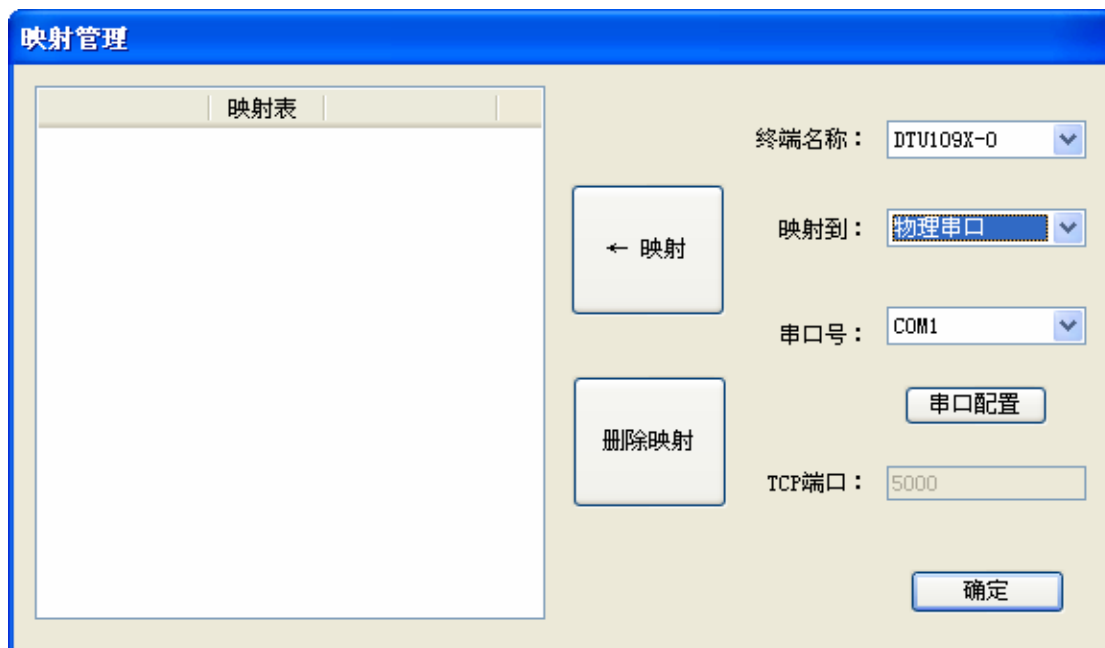 映射管理
映射表
终端名称：
DTU109X-0
← 映射
映射到：
物理串口
串口号：
COM1
串口配置
删除映射
TCP端口：
5000
确定